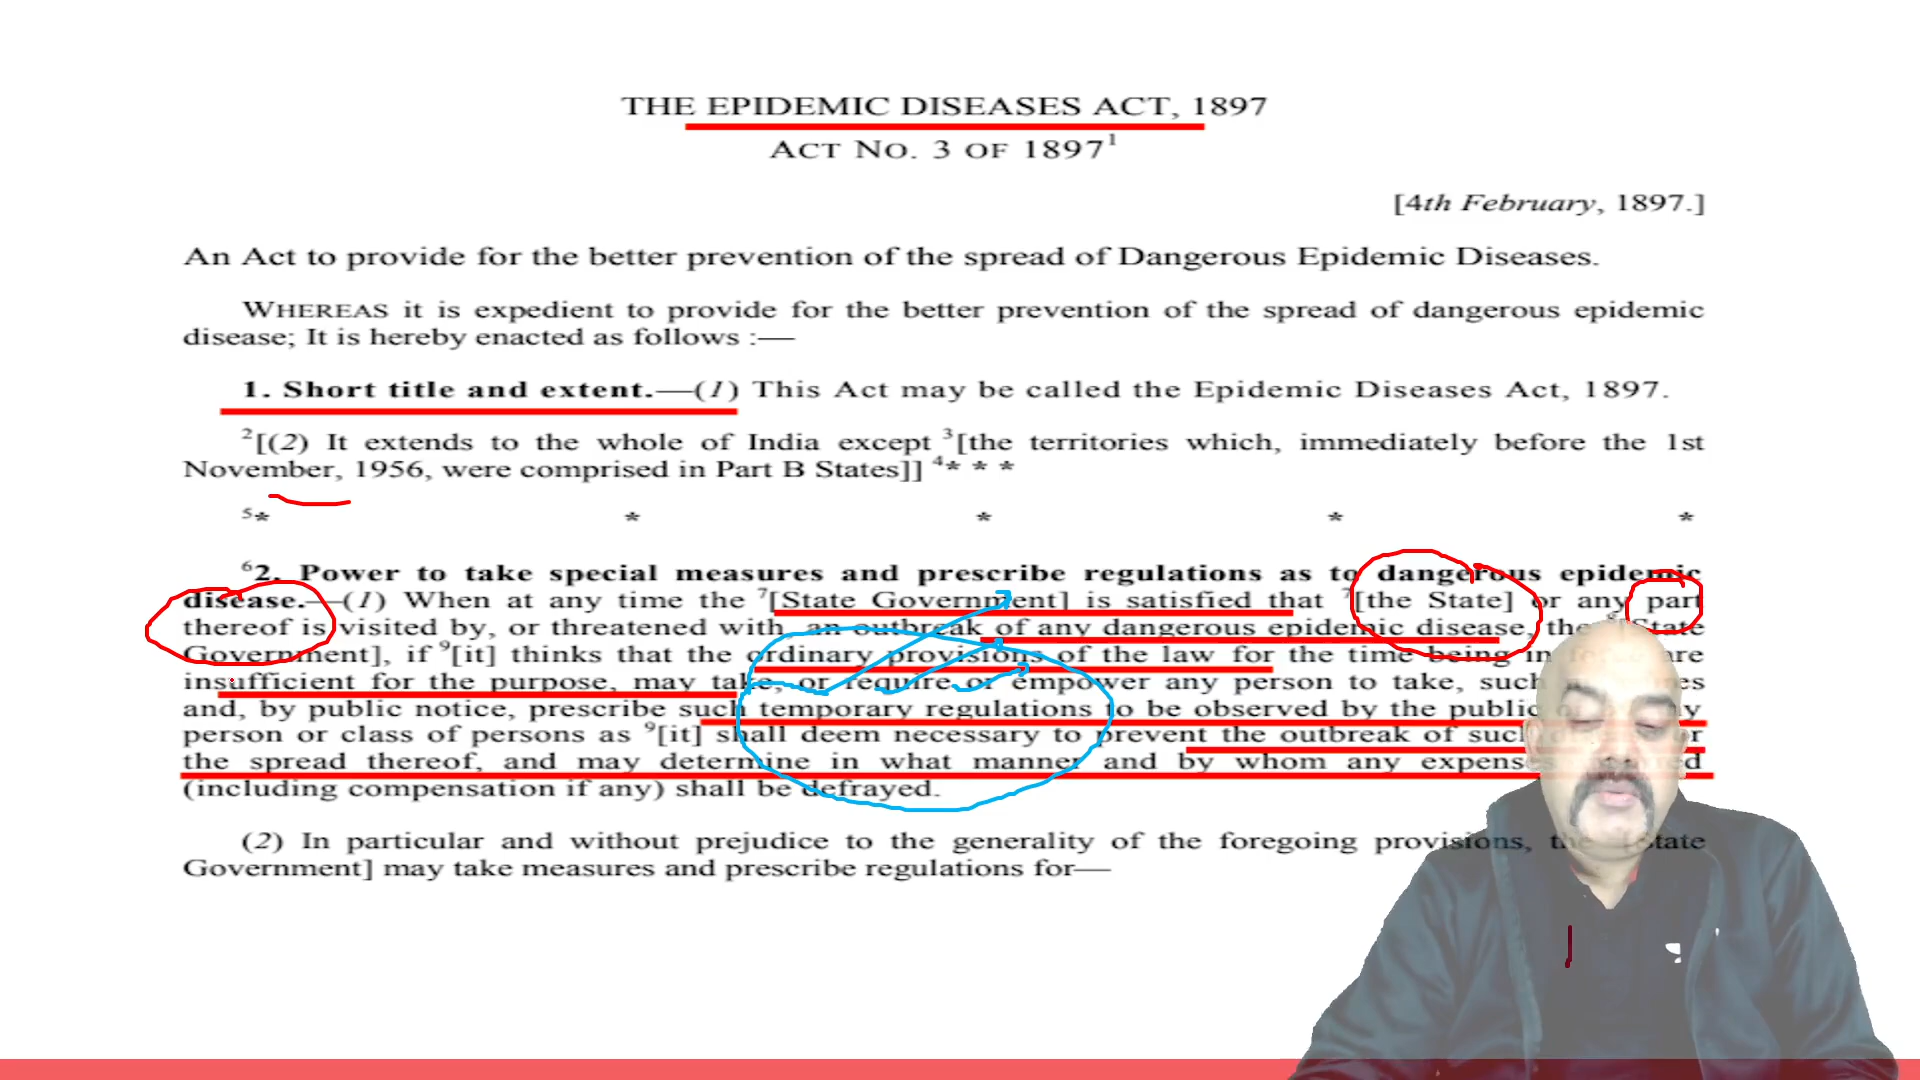 THE EPIDEMIC DISEASES ACT, 1897
ACT NO. 3 OF 1897¹
[4th February, 1897.]
An Act to provide for the better prevention of the spread of Dangerous Epidemic Diseases.
WHEREAS it is expedient to provide for the better prevention of the spread of dangerous epidemic
disease; It is hereby enacted as follows :—
1. Short title and extent.—(1) This Act may be called the Epidemic Diseases Act, 1897.
²[(2) It extends to the whole of India except ³[the territories which, immediately before the 1st
November, 1956, were comprised in Part B States]] ⁴* * *
⁵* * * * *
⁶2. Power to take special measures and prescribe regulations as to dangerous epidemic
disease.—(1) When at any time the ⁷[State Government] is satisfied that ⁷[the State] or any part
thereof is visited by, or threatened with, an outbreak of any dangerous epidemic disease, the [State
Government], if ⁹[it] thinks that the ordinary provisions of the law for the time being in are
insufficient for the purpose, may take, or require or empower any person to take, such
and, by public notice, prescribe such temporary regulations to be observed by the public
person or class of persons as ⁹[it] shall deem necessary to prevent the outbreak of such
the spread thereof, and may determine in what manner and by whom any expenses
(including compensation if any) shall be defrayed.
(2) In particular and without prejudice to the generality of the foregoing provisions, the [State
Government] may take measures and prescribe regulations for—